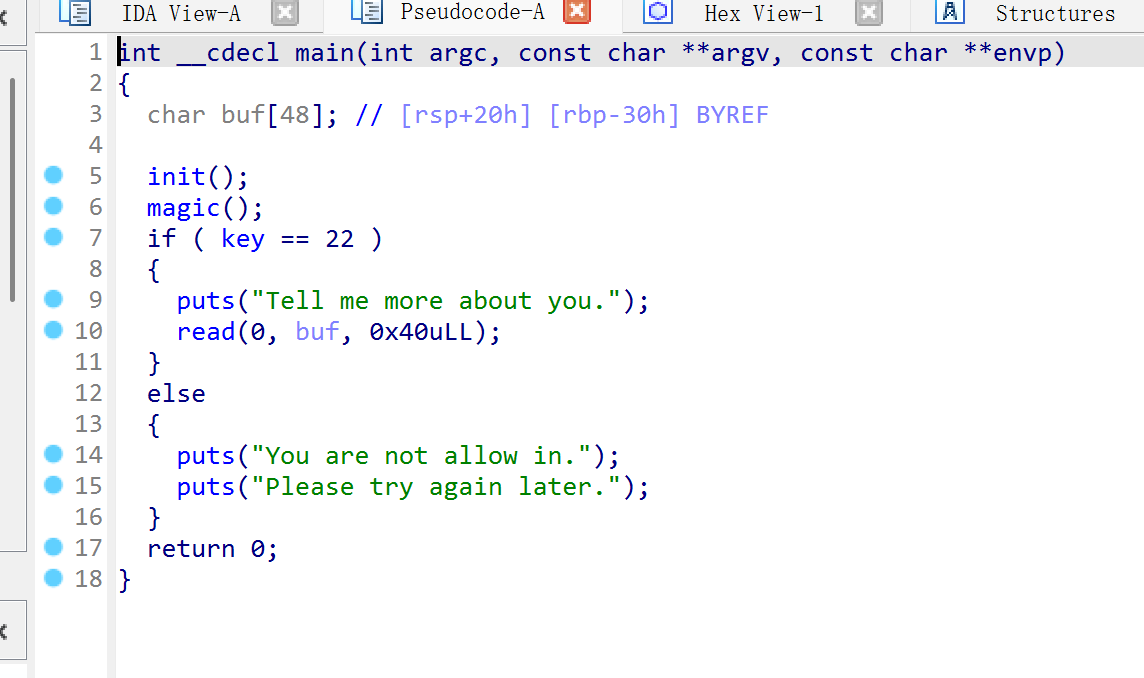 IDA View-A Pseudocode-A Hex View-1 Structures
1 int __cdecl main(int argc, const char **argv, const char **envp)
2 {
3   char buf[48]; // [rsp+20h] [rbp-30h] BYREF
4
5   init();
6   magic();
7   if ( key == 22 )
8   {
9     puts("Tell me more about you.");
10     read(0, buf, 0x40uLL);
11   }
12   else
13   {
14     puts("You are not allow in.");
15     puts("Please try again later.");
16   }
17   return 0;
18 }